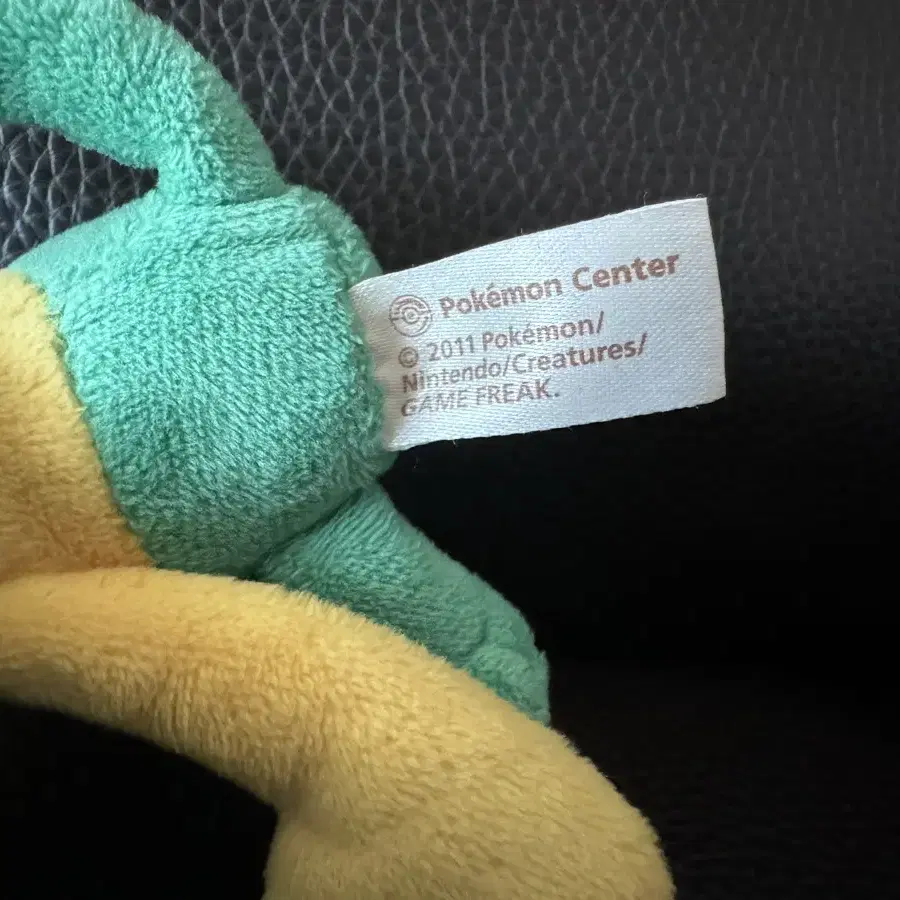 Pokémon Center
© 2011 Pokémon/
Nintendo/Creatures/
GAME FREAK.